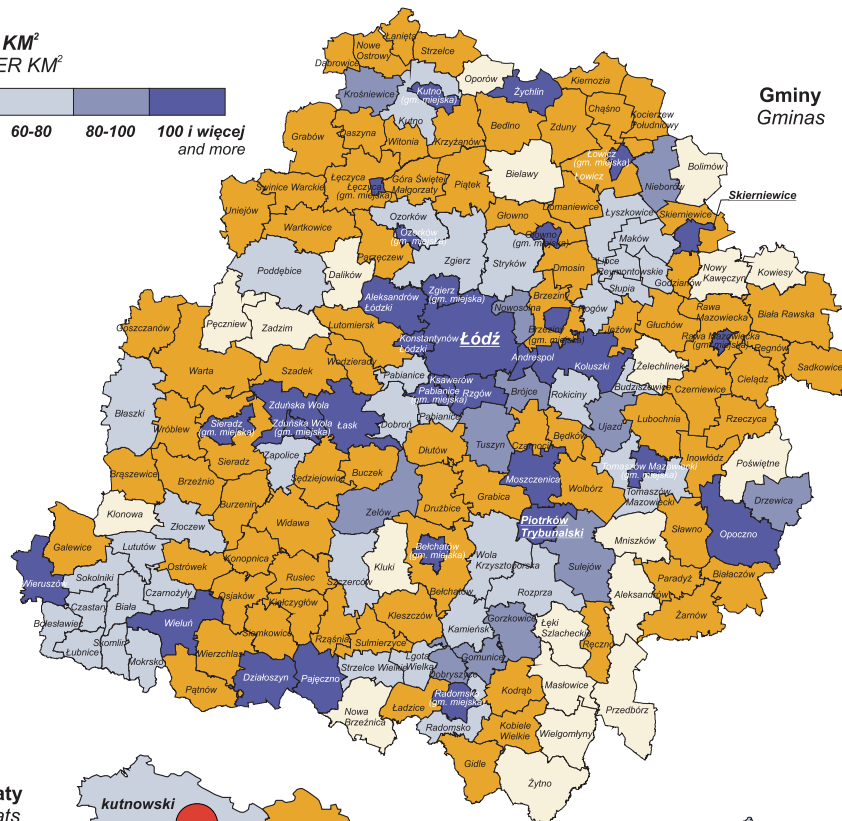 KM²
ER KM²
60-80
80-100
100 i więcej
and more
Gminy
Gminas
Łanięta
Nowe
Ostrowy
Strzelce
Dąbrowice
Oporów
Krośniewice
Kutno
(gm. miejska)
Żychlin
Kiernozia
Chąśno
Kocierzew
Południowy
Kutno
Bedlno
Zduny
Grabów
Daszyna
Witonia
Krzyżanów
Łowicz
(gm. miejska)
Łowicz
Bielawy
Nieborów
Bolimów
Świnice Warckie
Łęczyca
Łęczyca
(gm. miejska)
Góra Świętej
Małgorzaty
Piątek
Skierniewice
Uniejów
Wartkowice
Ozorków
Ozorków
(gm. miejska)
Głowno
Głowno
(gm. miejska)
Domaniewice
Łyszkowice
Skierniewice
Maków
Parzęczew
Zgierz
Stryków
Dmosin
Lipce
Reymontowskie
Słupia
Godzianów
Nowy
Kawęczyn
Kowiesy
Poddębice
Dalików
Aleksandrów
Łódzki
Zgierz
(gm. miejska)
Nowosolna
Brzeziny
Brzeziny
(gm. miejska)
Rogów
Jeżów
Głuchów
Rawa
Mazowiecka
Biała Rawska
Rawa Mazowiecka
(gm. miejska)
Regnów
Sadkowice
Goszczanów
Pęczniew
Zadzim
Lutomiersk
Konstantynów
Łódzki
Łódź
Andrespol
Koluszki
Żelechlinek
Cielądz
Warta
Szadek
Wodzierady
Pabianice
Ksawerów
Pabianice
(gm. miejska)
Rzgów
Brójce
Rokiciny
Budziszewice
Czerniewice
Błaszki
Wróblew
Sieradz
(gm. miejska)
Zduńska Wola
Zduńska Wola
(gm. miejska)
Łask
Dobroń
Pabianice
Ujazd
Lubochnia
Rzeczyca
Sieradz
Zapolice
Tuszyn
Czarnocin
Będków
Inowłódz
Poświętne
Brąszewice
Brzeźnio
Sędziejowice
Buczek
Dłutów
Moszczenica
Wolbórz
Tomaszów Mazowiecki
(gm. miejska)
Tomaszów
Mazowiecki
Drzewica
Klonowa
Złoczew
Burzenin
Widawa
Zelów
Drużbice
Grabica
Piotrków
Trybunalski
Mniszków
Sławno
Opoczno
Galewice
Lututów
Ostrówek
Konopnica
Bełchatów
(gm. miejska)
Wola
Krzysztoporska
Sulejów
Wieruszów
Sokolniki
Czarnożyły
Osjaków
Rusiec
Szczerców
Kluki
Bełchatów
Rozprza
Aleksandrów
Paradyż
Białaczów
Czastary
Biała
Kiełczygłów
Kleszczów
Bolesławiec
Wieluń
Siemkowice
Rząśnia
Sulmierzyce
Kamieńsk
Gorzkowice
Łęki
Szlacheckie
Ręczno
Żarnów
Łubnice
Skomlin
Mokrsko
Wierzchlas
Pątnów
Działoszyn
Pajęczno
Strzelce Wielkie
Lgota
Wielka
Dobryszyce
Gomunice
Masłowice
Przedbórz
Nowa
Brzeźnica
Ładzice
Radomsko
(gm. miejska)
Radomsko
Kodrąb
Kobiele
Wielkie
Wielgomłyny
Gidle
Żytno
aty
ats
kutnowski